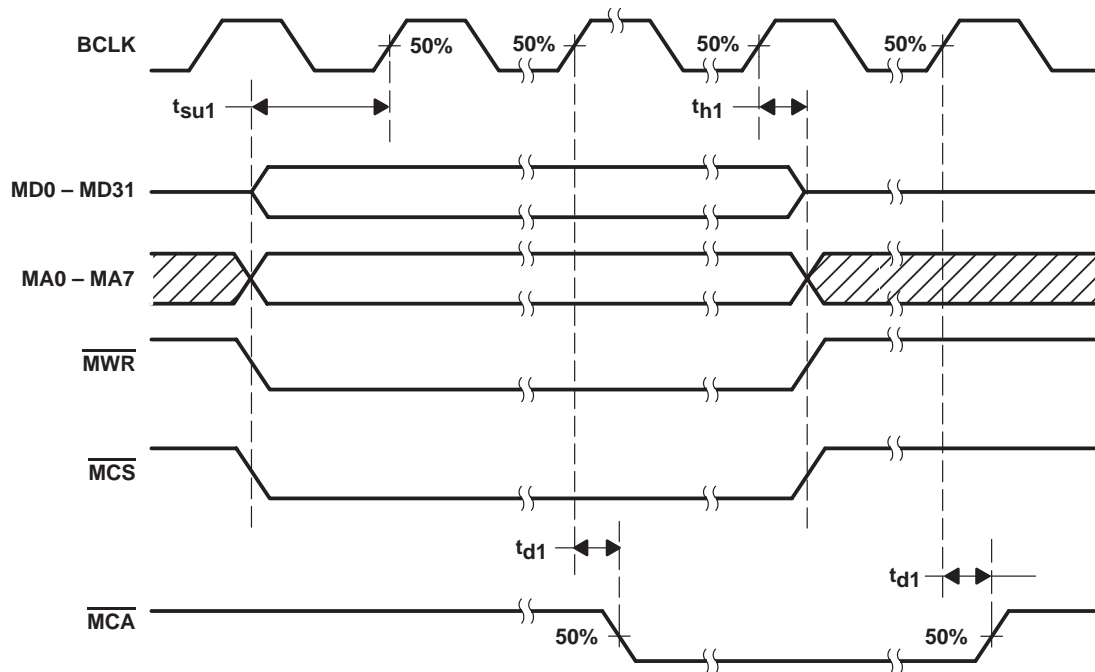 BCLK
50%
50%
50%
50%
tsu1
th1
MD0 – MD31
MA0 – MA7
MWR
MCS
td1
td1
MCA
50%
50%